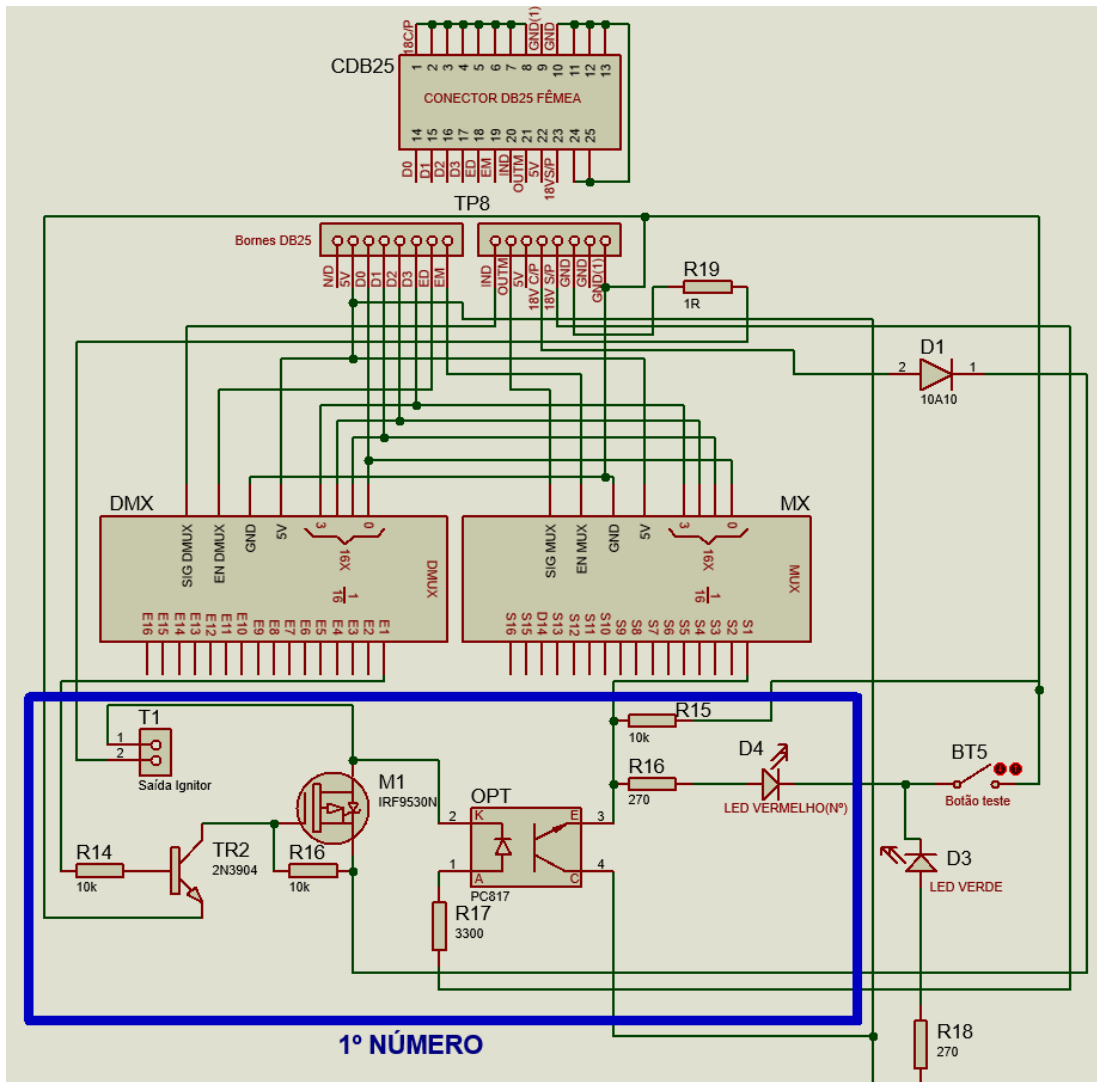 18C/P
GND(1)
GND
CDB25
1 2 3 4 5 6 7 8 9 10 11 12 13
CONECTOR DB25 FÊMEA
14 15 16 17 18 19 20 21 22 23 24 25
D0 D1 D2 D3 ED EM IND OUTM 5V 18VS/P
TP8
Bornes DB25
N/D 5V D0 D1 D2 D3 ED EM
IND OUTM 5V 18V C/P 18V S/P GND GND GND(1)
R19
1R
D1
2 1
10A10
DMX
SIG DMUX EN DMUX GND 5V 3 0
16X
DMUX
1
16
E16 E15 E14 E13 E12 E11 E10 E9 E8 E7 E6 E5 E4 E3 E2 E1
MX
SIG MUX EN MUX GND 5V 3 0
16X
MUX
1
16
S16 S15 D14 S13 S12 S11 S10 S9 S8 S7 S6 S5 S4 S3 S2 S1
T1
1
2
Saída Ignitor
M1
IRF9530N
R14
10k
TR2
2N3904
R16
10k
OPT
2 K E 3
1 A C 4
PC817
R17
3300
R15
10k
R16
270
D4
LED VERMELHO(Nº)
BT5
Botão teste
D3
LED VERDE
R18
270
1º NÚMERO